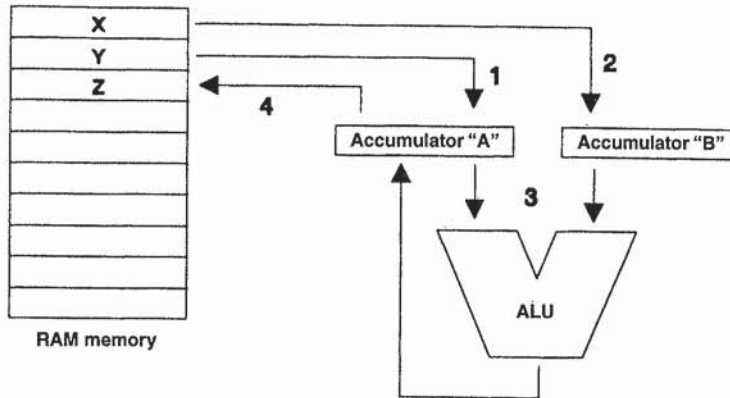 X
Y
Z
1
2
4
Accumulator "A"
Accumulator "B"
3
ALU
RAM memory